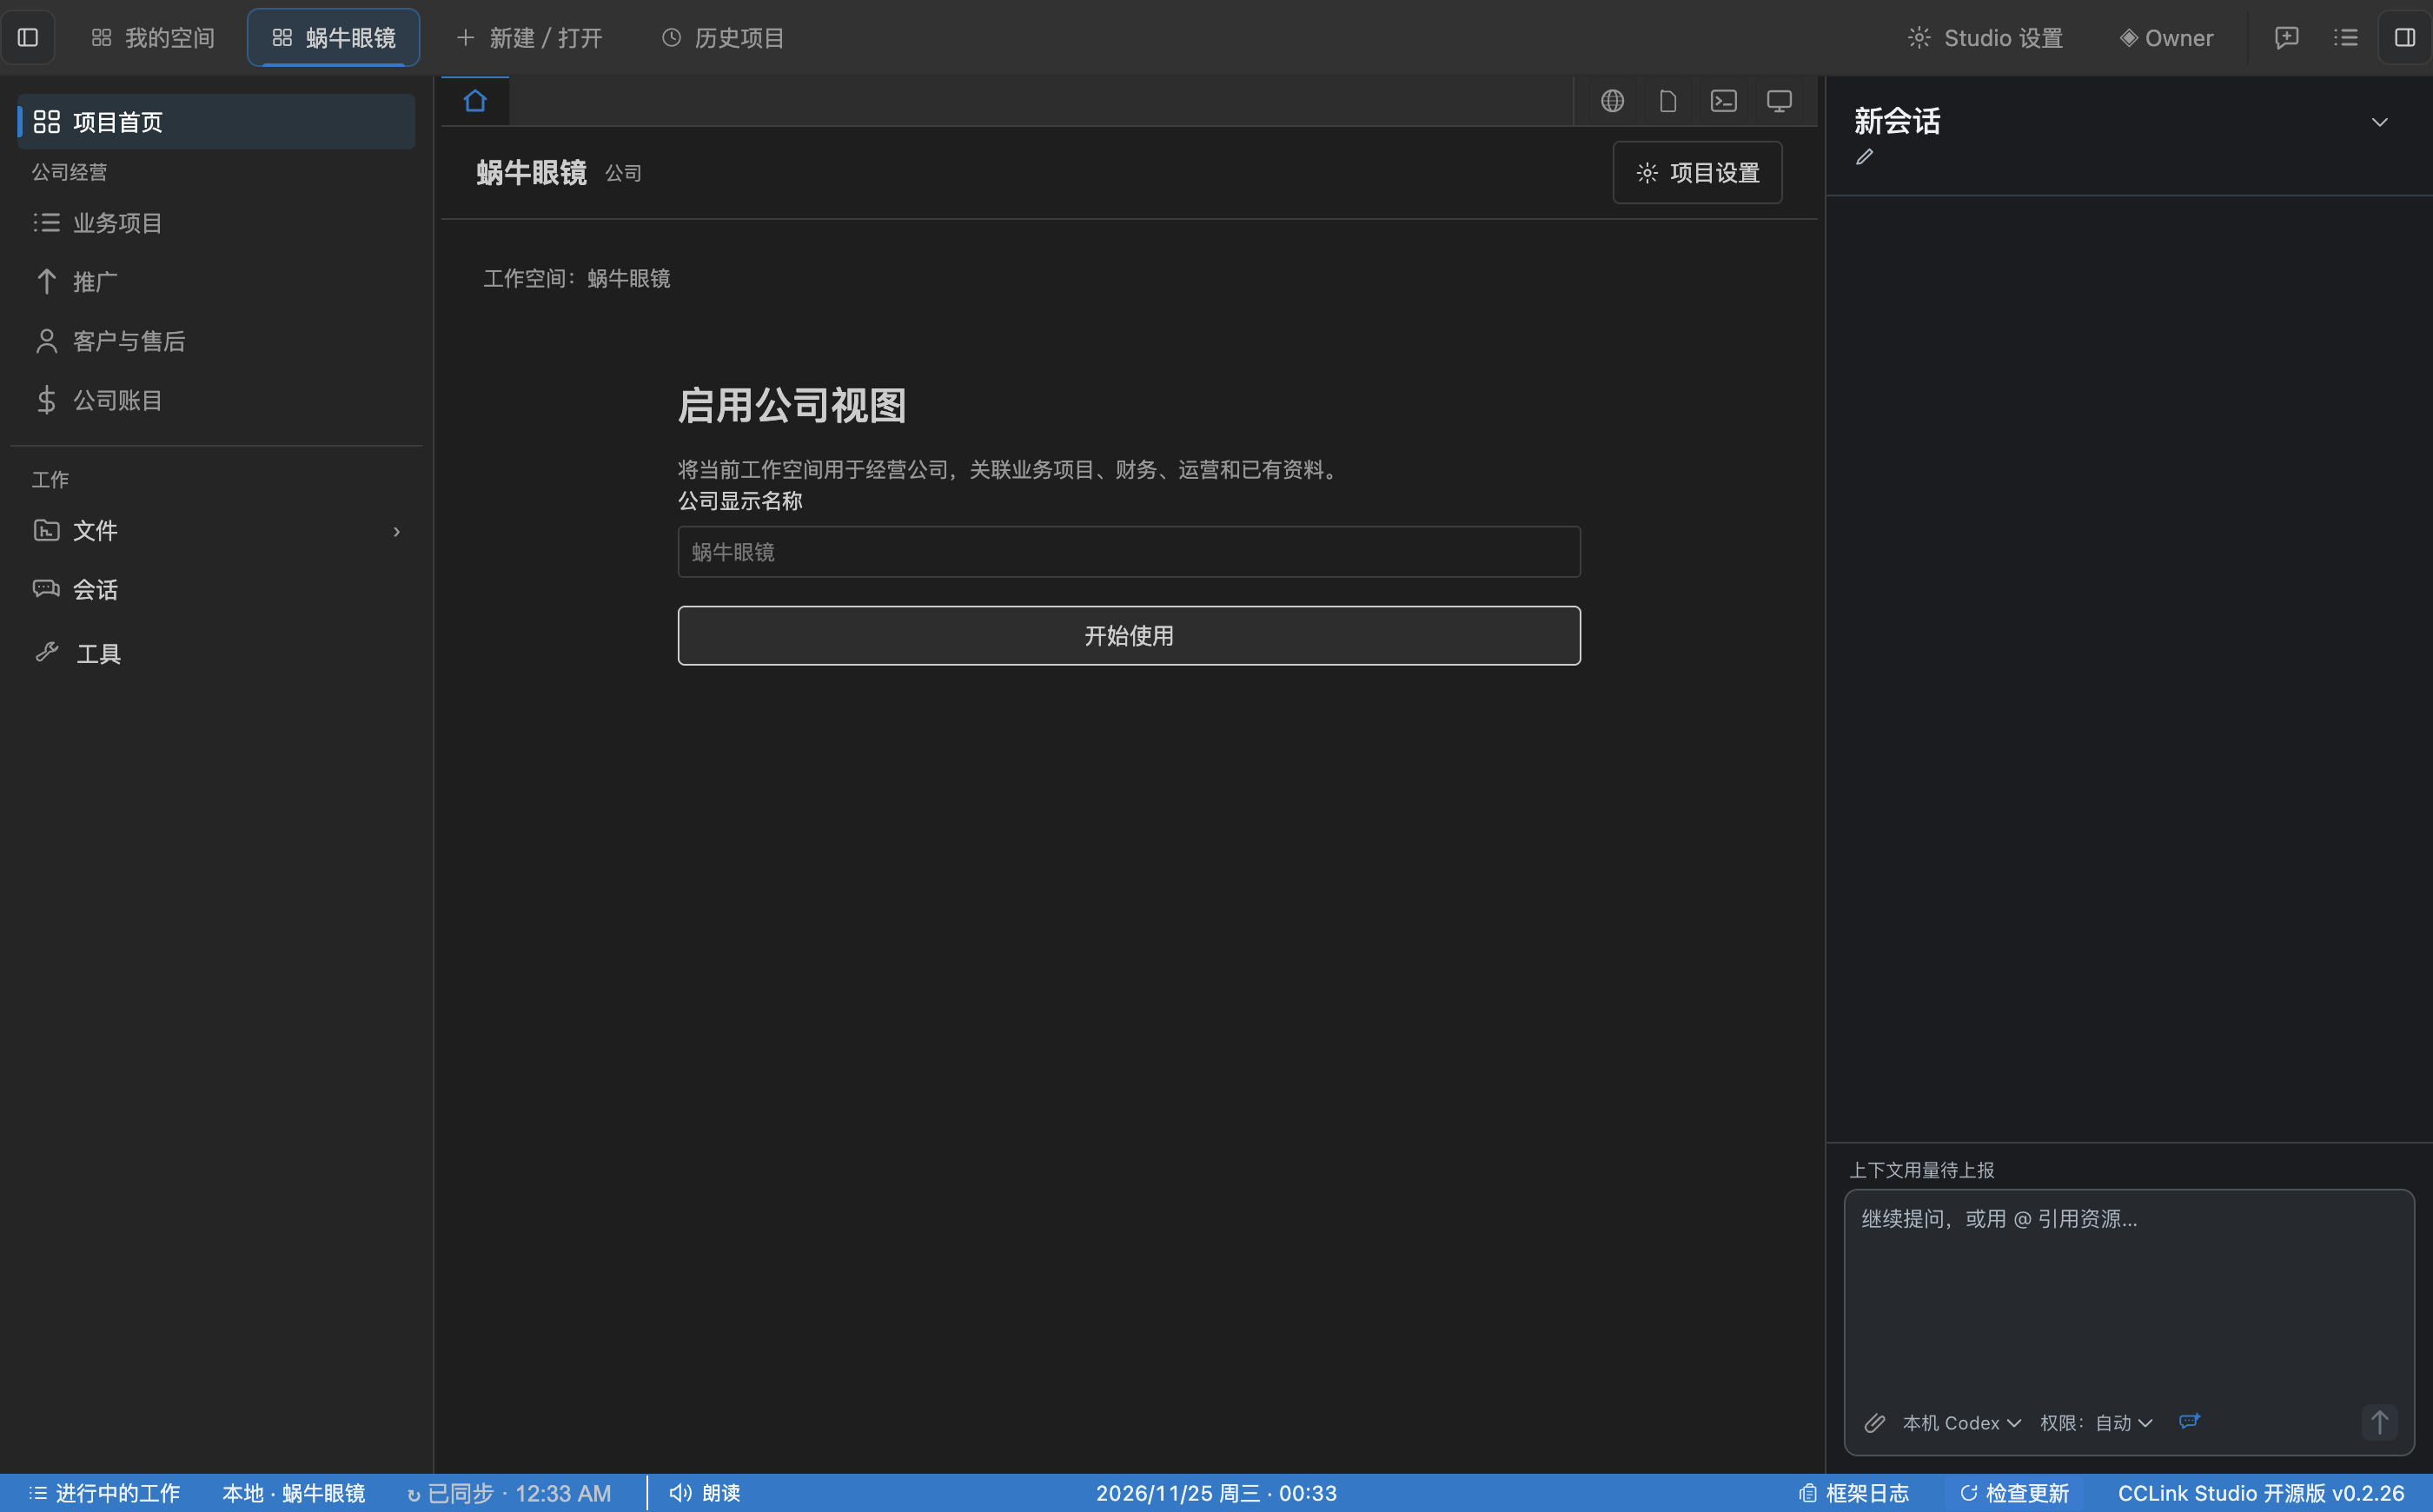 我的空间
蜗牛眼镜
新建 / 打开
历史项目
Studio 设置
Owner
项目首页
公司经营
业务项目
推广
客户与售后
公司账目
工作
文件
会话
工具
蜗牛眼镜 公司
项目设置
工作空间：蜗牛眼镜
启用公司视图
将当前工作空间用于经营公司，关联业务项目、财务、运营和已有资料。
公司显示名称
蜗牛眼镜
开始使用
新会话
上下文用量待上报
继续提问，或用 @ 引用资源...
本机 Codex
权限：自动
进行中的工作
本地 · 蜗牛眼镜
已同步 · 12:33 AM
朗读
2026/11/25 周三 · 00:33
框架日志
检查更新
CCLink Studio 开源版 v0.2.26